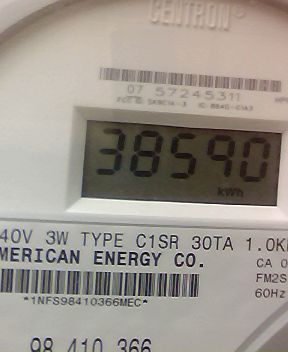 CENTRON®
07 57245311
38590
kWh
40V 3W TYPE C1SR 30TA 1.0K
MERICAN ENERGY CO.
CA 0
FM2S
60Hz
*1NFS98410366MEC*
98 410 366